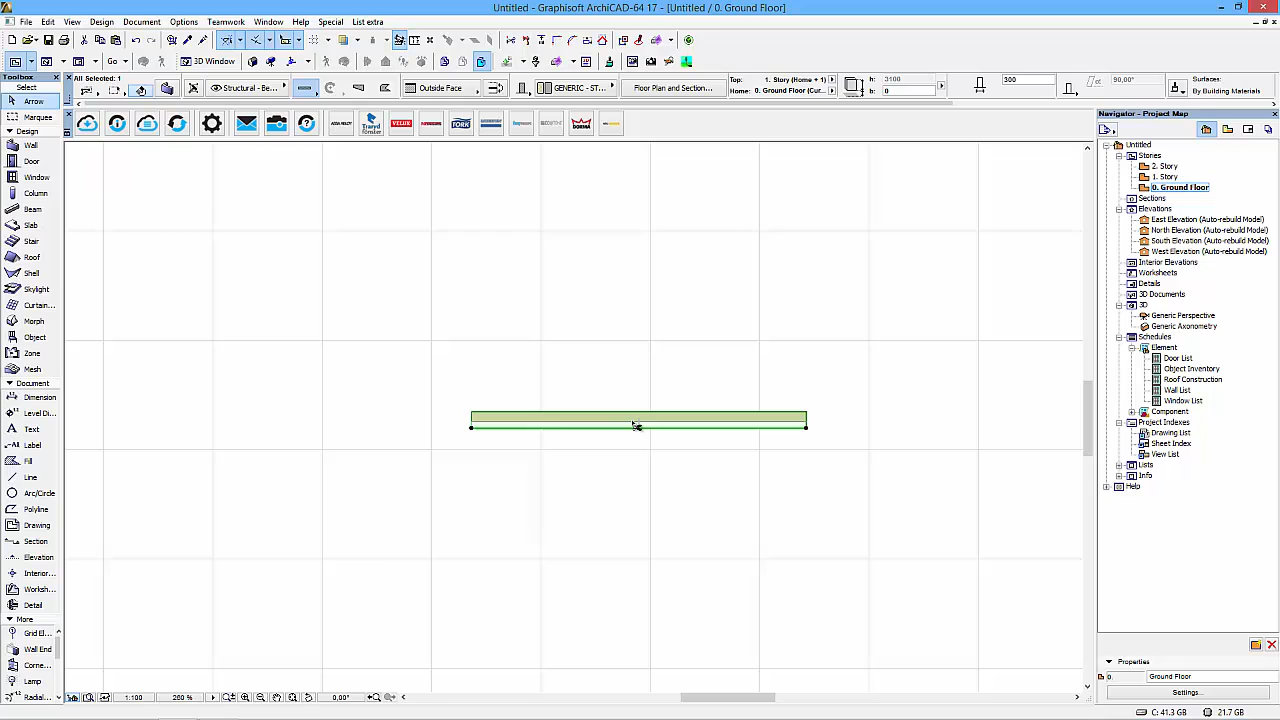 Untitled - Graphisoft ArchiCAD-64 17 - [Untitled / 0. Ground Floor]
File Edit View Design Document Options Teamwork Window Help Special List extra
Go 3D Window
Toolbox
Select
Arrow
Marquee
Design
Wall
Door
Window
Column
Beam
Slab
Stair
Roof
Shell
Skylight
Curtain...
Morph
Object
Zone
Mesh
Document
Dimension
Level Di...
Text
Label
Fill
Line
Arc/Circle
Polyline
Drawing
Section
Elevation
Interior...
Worksh...
Detail
More
Grid El...
Wall End
Corne...
Lamp
Radial...
All Selected: 1
Structural - Be...
Outside Face
GENERIC - ST...
Floor Plan and Section...
Top: 1. Story (Home + 1)
Home: 0. Ground Floor (Cur...
h: 3100
b: 0
300
90,00°
Surfaces:
By Building Materials
VELUX
DORMA
1:100 260 % 0,00°
Navigator - Project Map
Untitled
Stories
2. Story
1. Story
0. Ground Floor
Sections
Elevations
East Elevation (Auto-rebuild Model)
North Elevation (Auto-rebuild Model)
South Elevation (Auto-rebuild Model)
West Elevation (Auto-rebuild Model)
Interior Elevations
Worksheets
Details
3D Documents
3D
Generic Perspective
Generic Axonometry
Schedules
Element
Door List
Object Inventory
Roof Construction
Wall List
Window List
Component
Project Indexes
Drawing List
Sheet Index
View List
Lists
Info
Help
Properties
0. Ground Floor
Settings...
C: 41.3 GB 21.7 GB